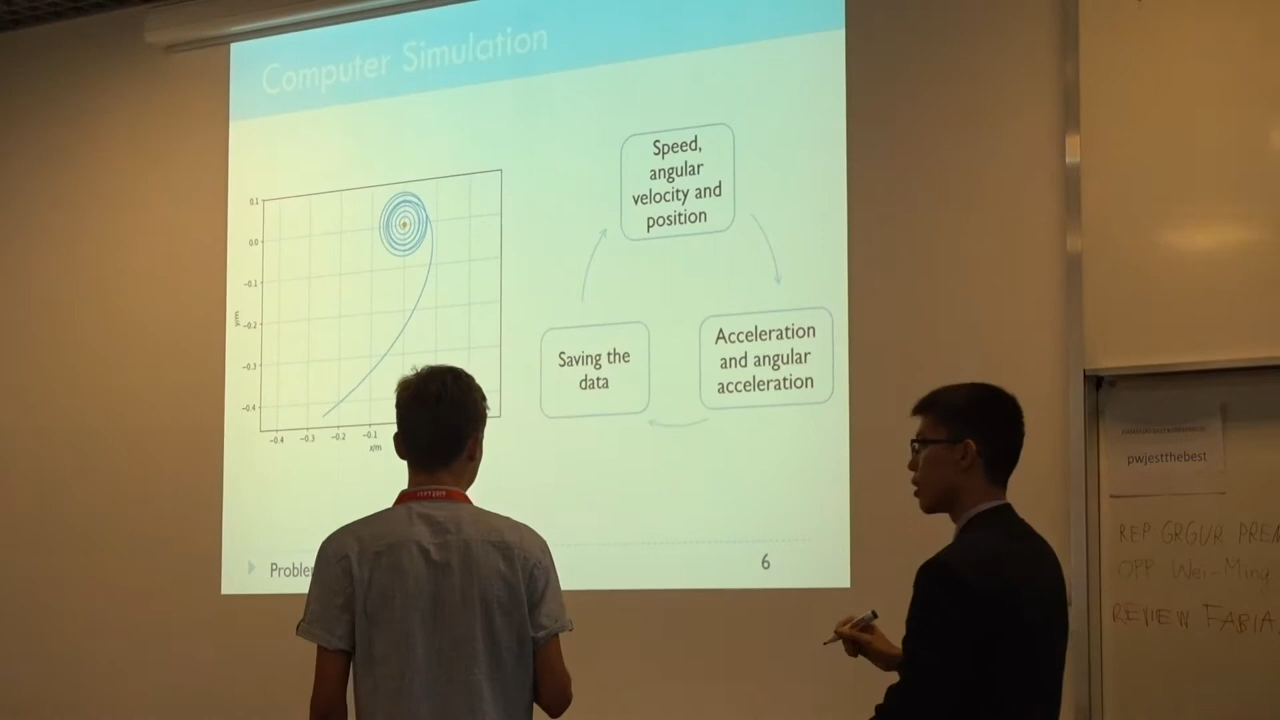 Computer Simulation
Speed,
angular
velocity and
position
Acceleration
and angular
acceleration
Saving the
data
0.1
0.0
−0.1
−0.2
−0.3
−0.4
y/m
−0.4
−0.3
−0.2
−0.1
x/m
Proble
6
pwjestthebest
REP GRGUR PREM
OPP Wei-Ming
REVIEW FABIA